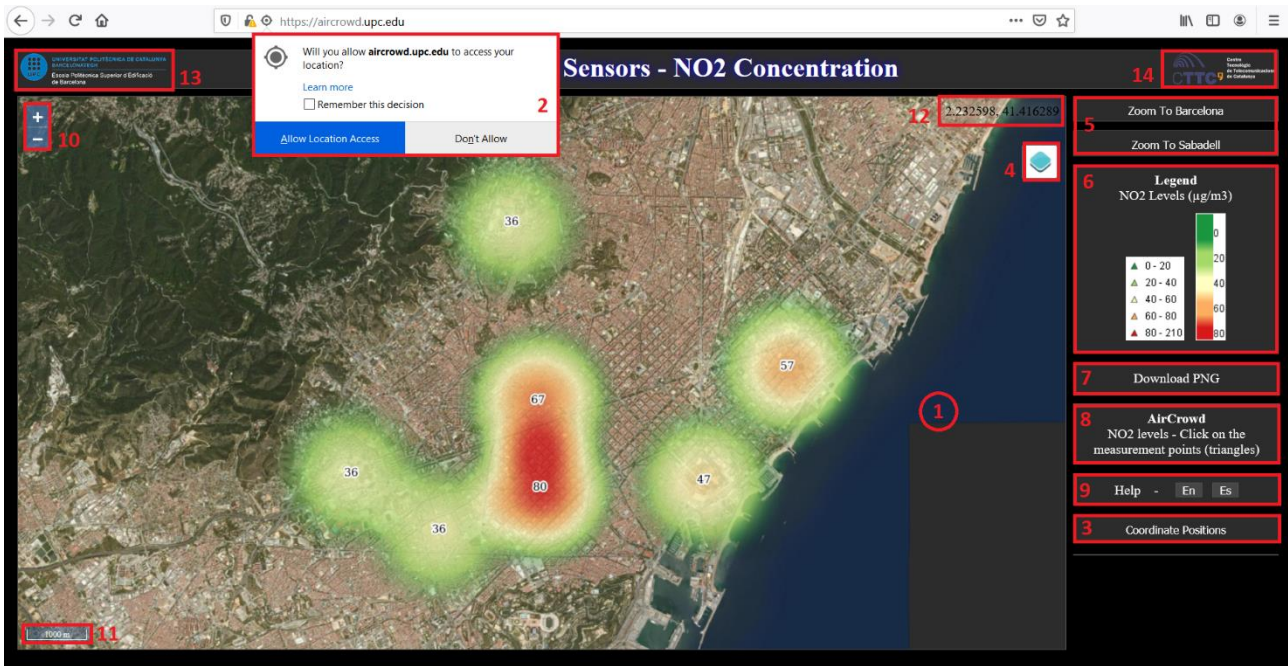 https://aircrowd.upc.edu
UNIVERSITAT POLITÈCNICA DE CATALUNYA
BARCELONATECH
UPC
Escola Politècnica Superior d'Edificació
de Barcelona
13
Will you allow aircrowd.upc.edu to access your
location?
Learn more
Remember this decision
2
Allow Location Access
Don't Allow
Sensors - NO2 Concentration
14
CTTC9
Centre
Tecnològic
de Telecomunicacions
de Catalunya
+
−
10
12
2.232598, 41.416289
4
5
Zoom To Barcelona
Zoom To Sabadell
6
Legend
NO2 Levels (µg/m3)
0 - 20
20 - 40
40 - 60
60 - 80
80 - 210
0
20
40
60
80
36
57
67
80
47
36
36
1
7
Download PNG
8
AirCrowd
NO2 levels - Click on the
measurement points (triangles)
9
Help - En Es
3
Coordinate Positions
1000 m
11